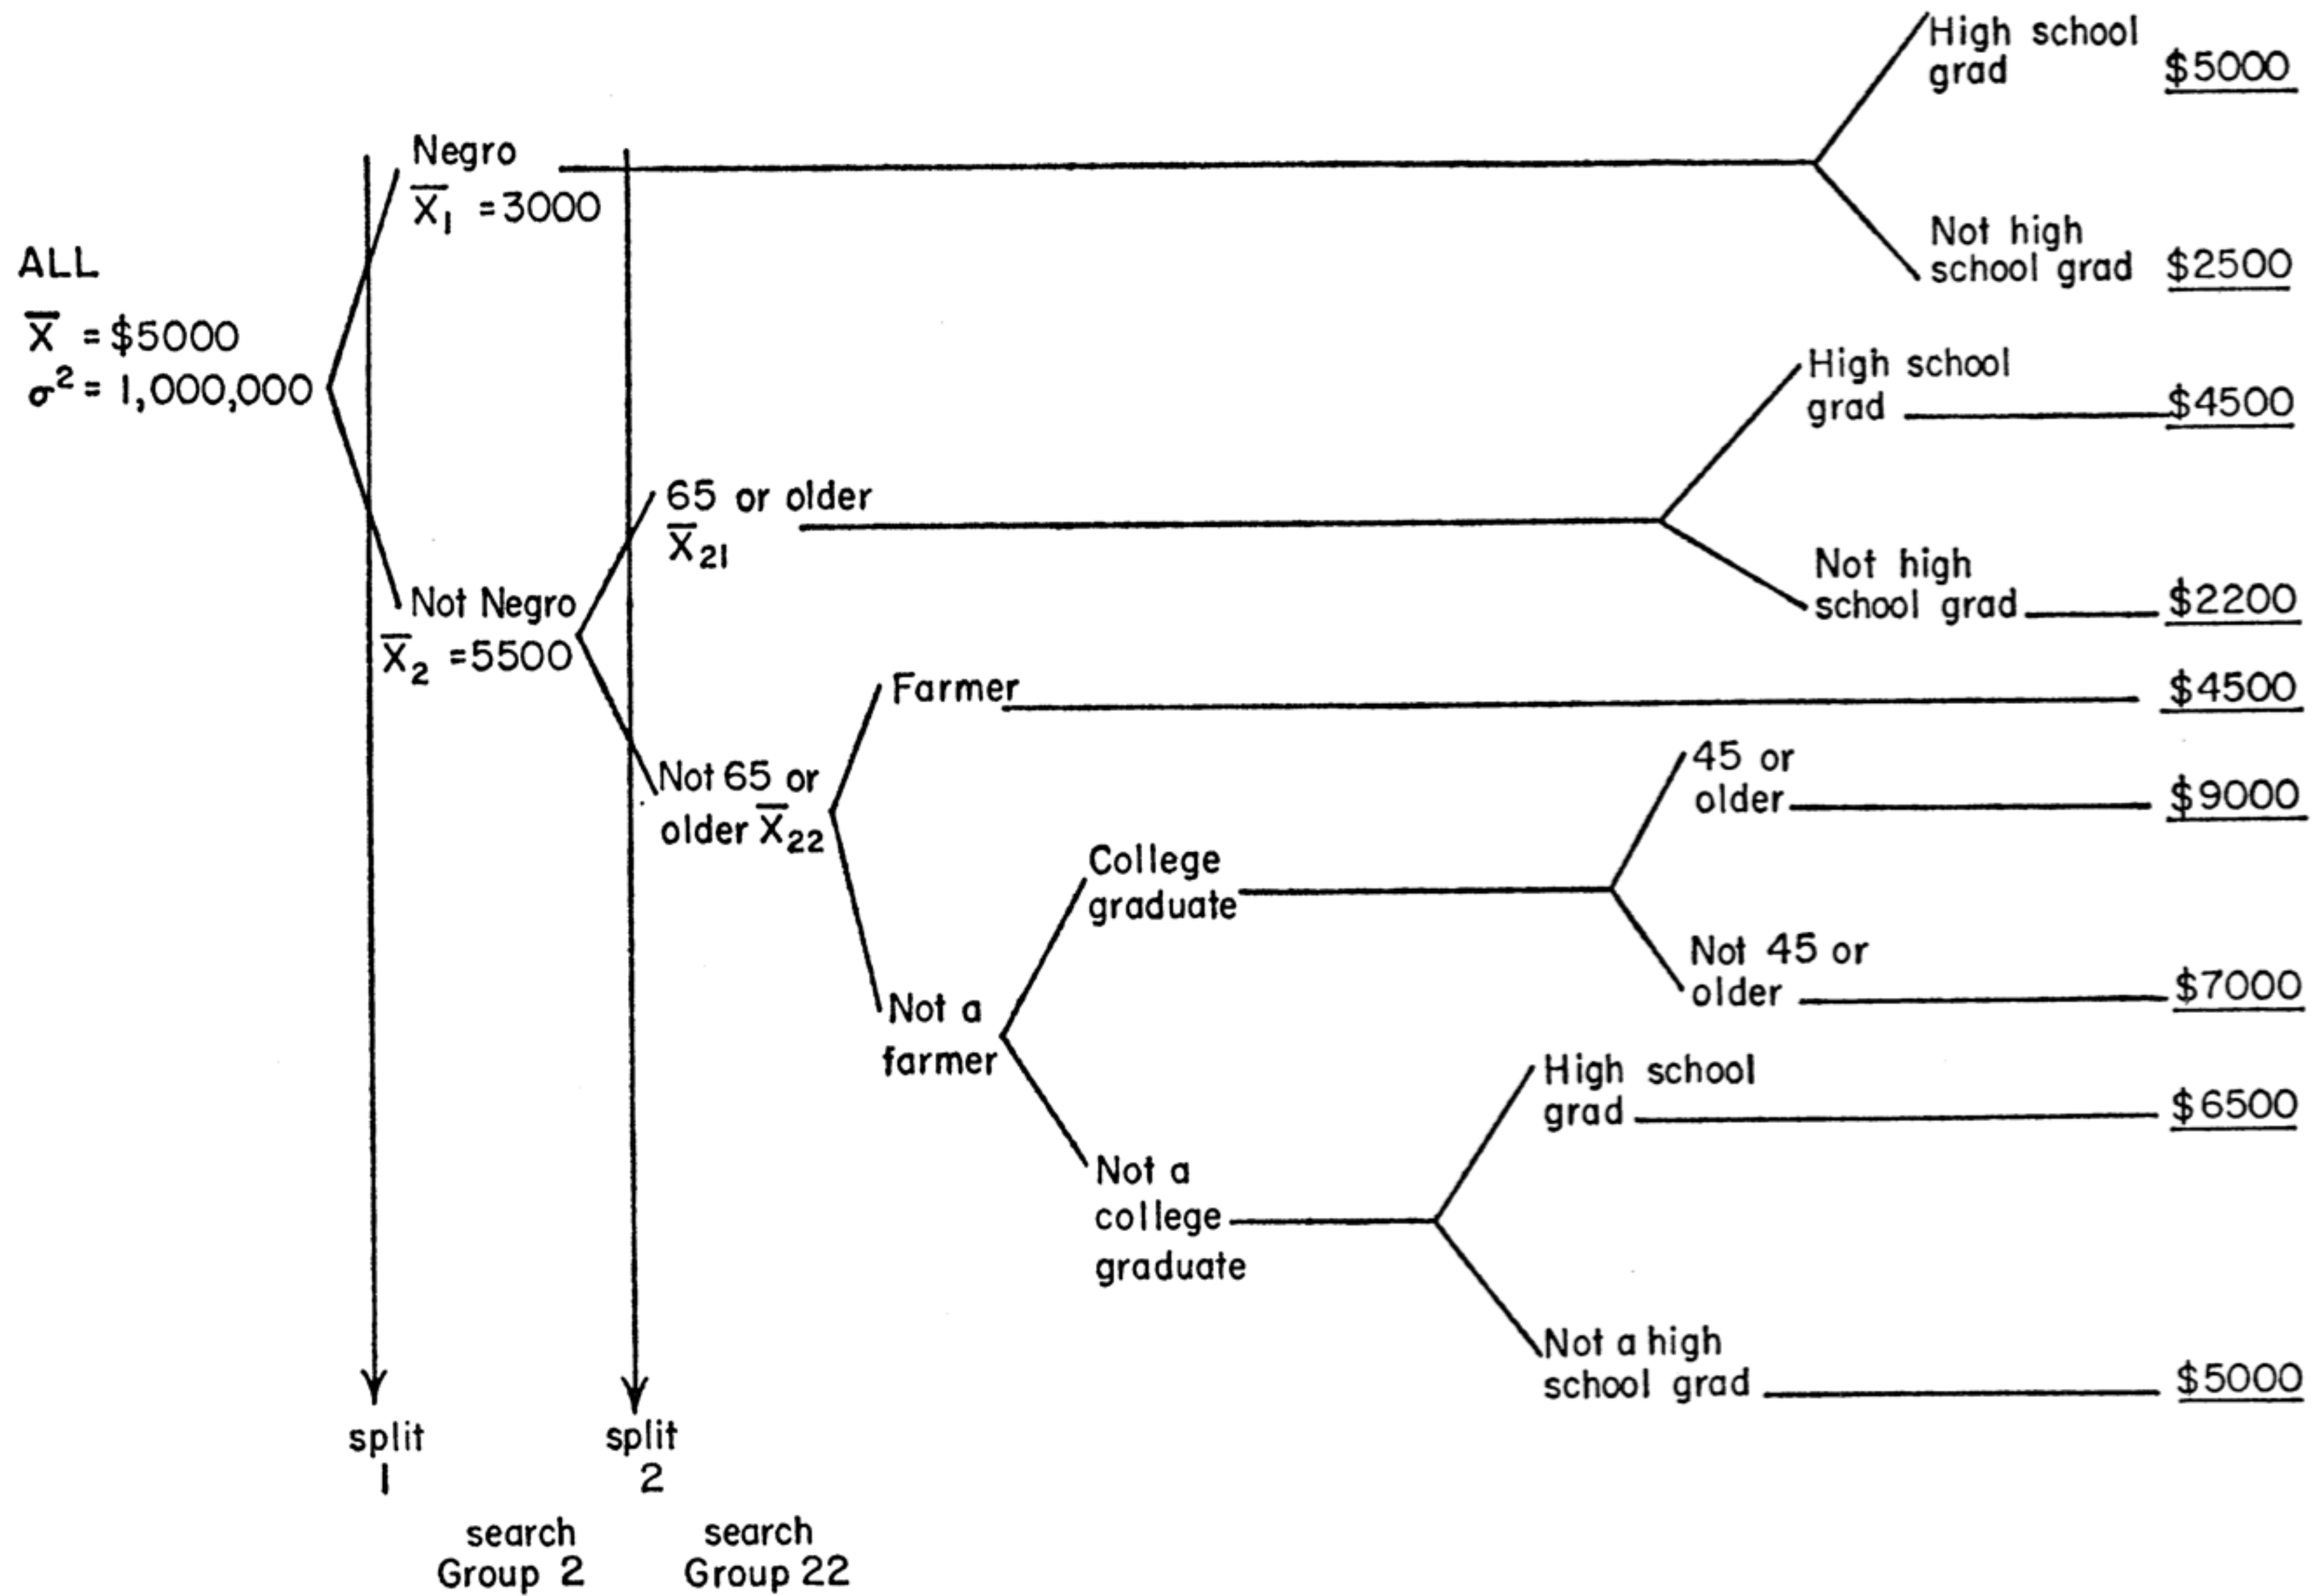 ALL
X̄ = $5000
σ² = 1,000,000
Negro
X̄₁ = 3000
Not Negro
X̄₂ = 5500
High school
grad $5000
Not high
school grad $2500
65 or older
X̄₂₁
High school
grad $4500
Not high
school grad $2200
Not 65 or
older X̄₂₂
Farmer $4500
Not a
farmer
College
graduate
45 or
older $9000
Not 45 or
older $7000
Not a
college
graduate
High school
grad $6500
Not a high
school grad $5000
split
1
split
2
search
Group 2
search
Group 22